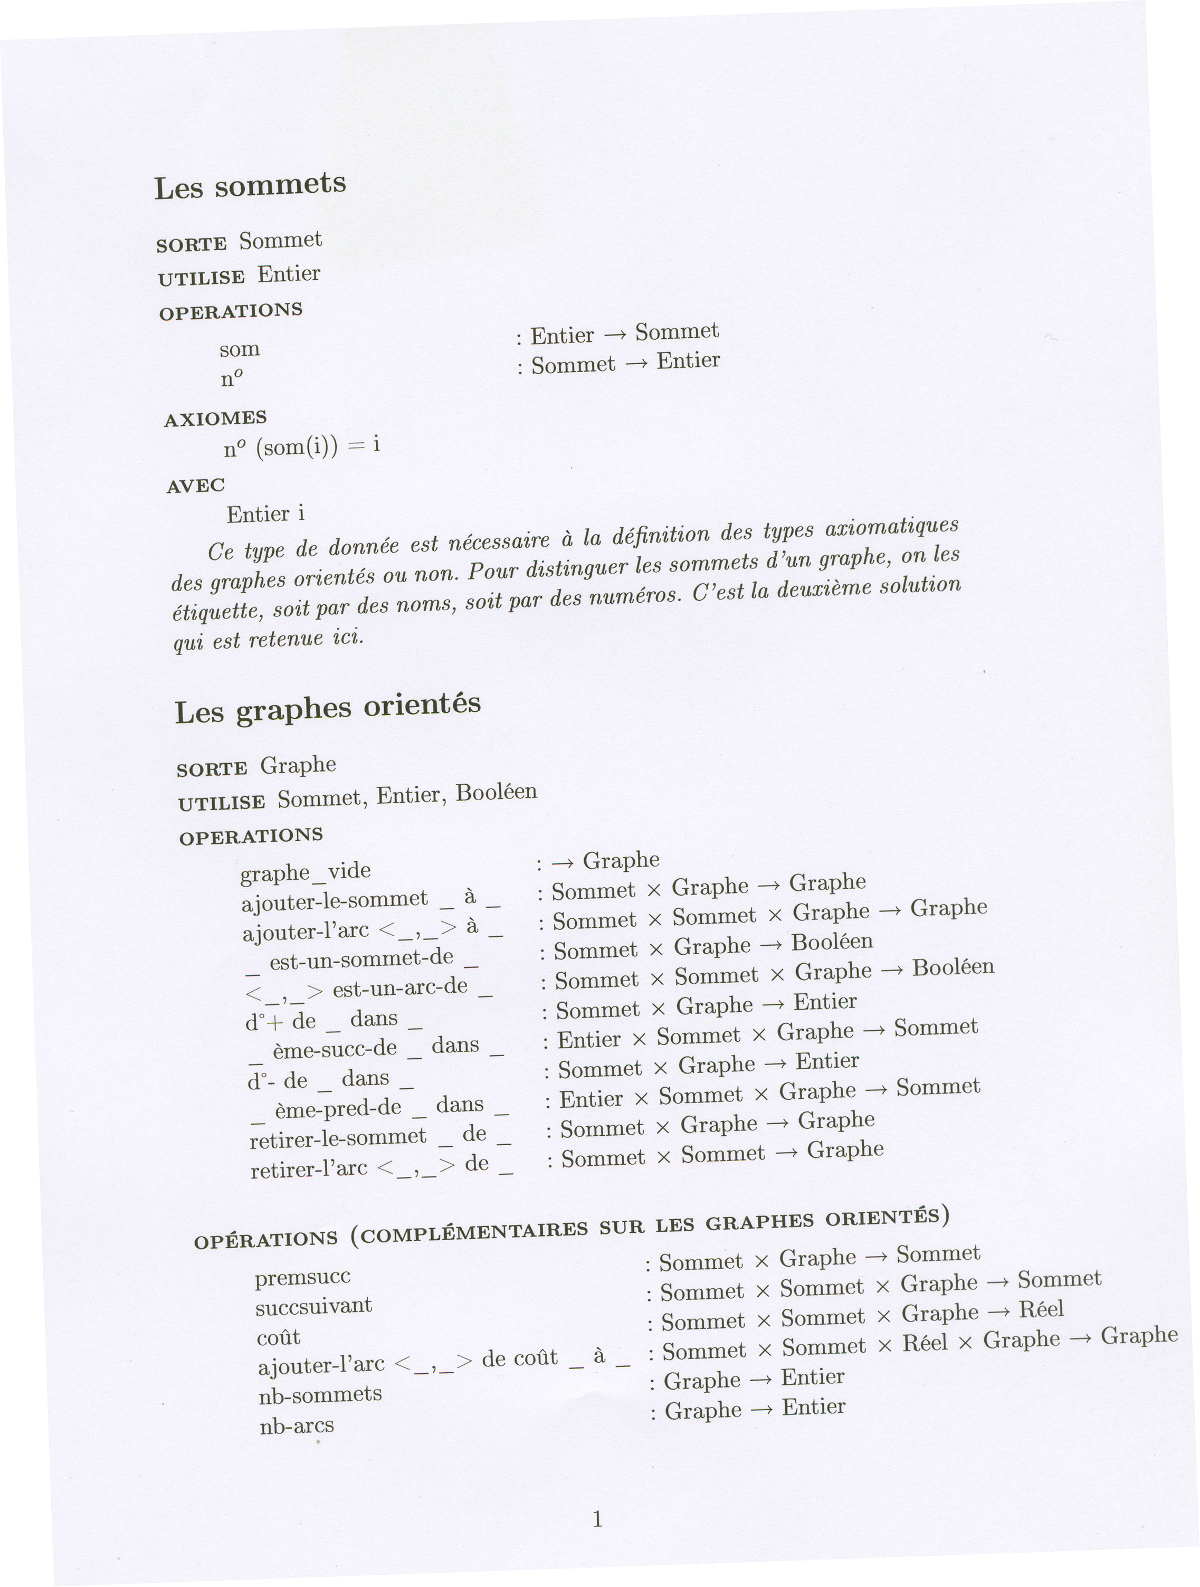 Les sommets
SORTE Sommet
UTILISE Entier
OPERATIONS
som : Entier → Sommet
nº : Sommet → Entier
AXIOMES
nº (som(i)) = i
AVEC
Entier i
Ce type de donnée est nécessaire à la définition des types axiomatiques
des graphes orientés ou non. Pour distinguer les sommets d'un graphe, on les
étiquette, soit par des noms, soit par des numéros. C'est la deuxième solution
qui est retenue ici.
Les graphes orientés
SORTE Graphe
UTILISE Sommet, Entier, Booléen
OPERATIONS
graphe_vide : → Graphe
ajouter-le-sommet _ à _ : Sommet × Graphe → Graphe
ajouter-l'arc <_,_> à _ : Sommet × Sommet × Graphe → Graphe
_ est-un-sommet-de _ : Sommet × Graphe → Booléen
<_,_> est-un-arc-de _ : Sommet × Sommet × Graphe → Booléen
d°+ de _ dans _ : Sommet × Graphe → Entier
_ ème-succ-de _ dans _ : Entier × Sommet × Graphe → Sommet
d°- de _ dans _ : Sommet × Graphe → Entier
_ ème-pred-de _ dans _ : Entier × Sommet × Graphe → Sommet
retirer-le-sommet _ de _ : Sommet × Graphe → Graphe
retirer-l'arc <_,_> de _ : Sommet × Sommet → Graphe
OPÉRATIONS (COMPLÉMENTAIRES SUR LES GRAPHES ORIENTÉS)
premsucc : Sommet × Graphe → Sommet
succsuivant : Sommet × Sommet × Graphe → Sommet
coût : Sommet × Sommet × Graphe → Réel
ajouter-l'arc <_,_> de coût _ à _ : Sommet × Sommet × Réel × Graphe → Graphe
nb-sommets : Graphe → Entier
nb-arcs : Graphe → Entier
1